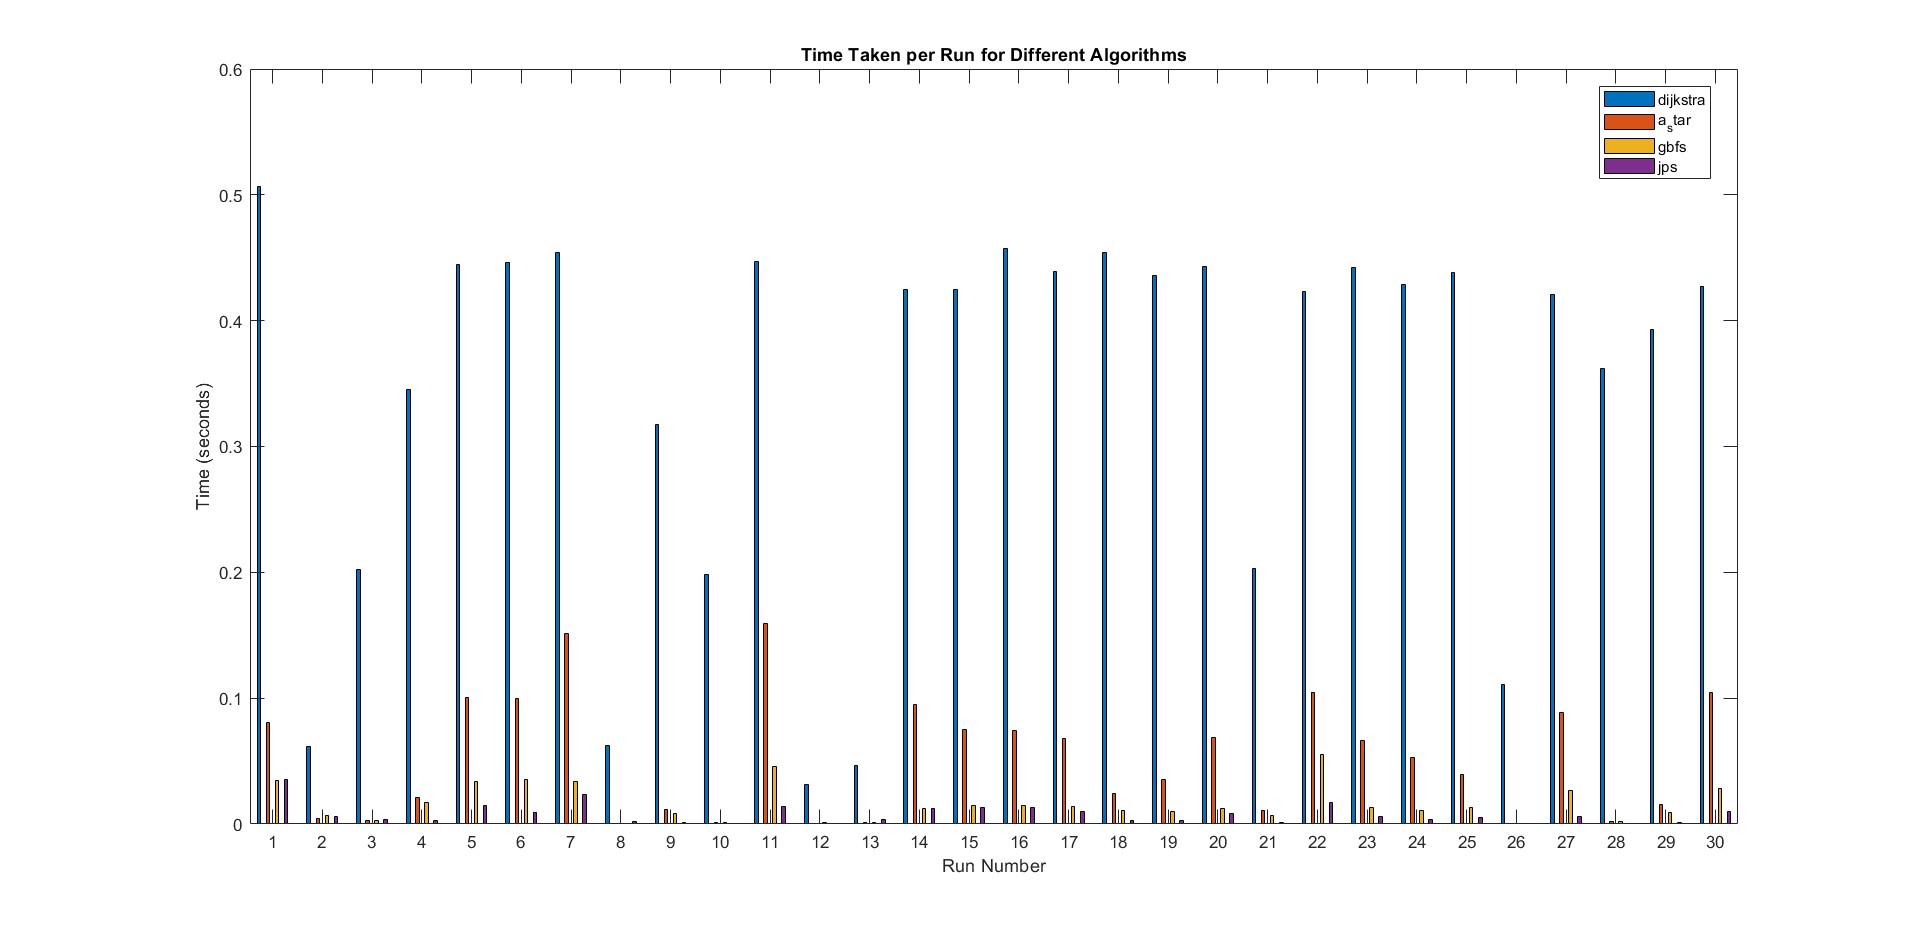 Time Taken per Run for Different Algorithms
0.6
0.5
0.4
0.3
0.2
0.1
0
Time (seconds)
dijkstra
a_star
gbfs
jps
1 2 3 4 5 6 7 8 9 10 11 12 13 14 15 16 17 18 19 20 21 22 23 24 25 26 27 28 29 30
Run Number